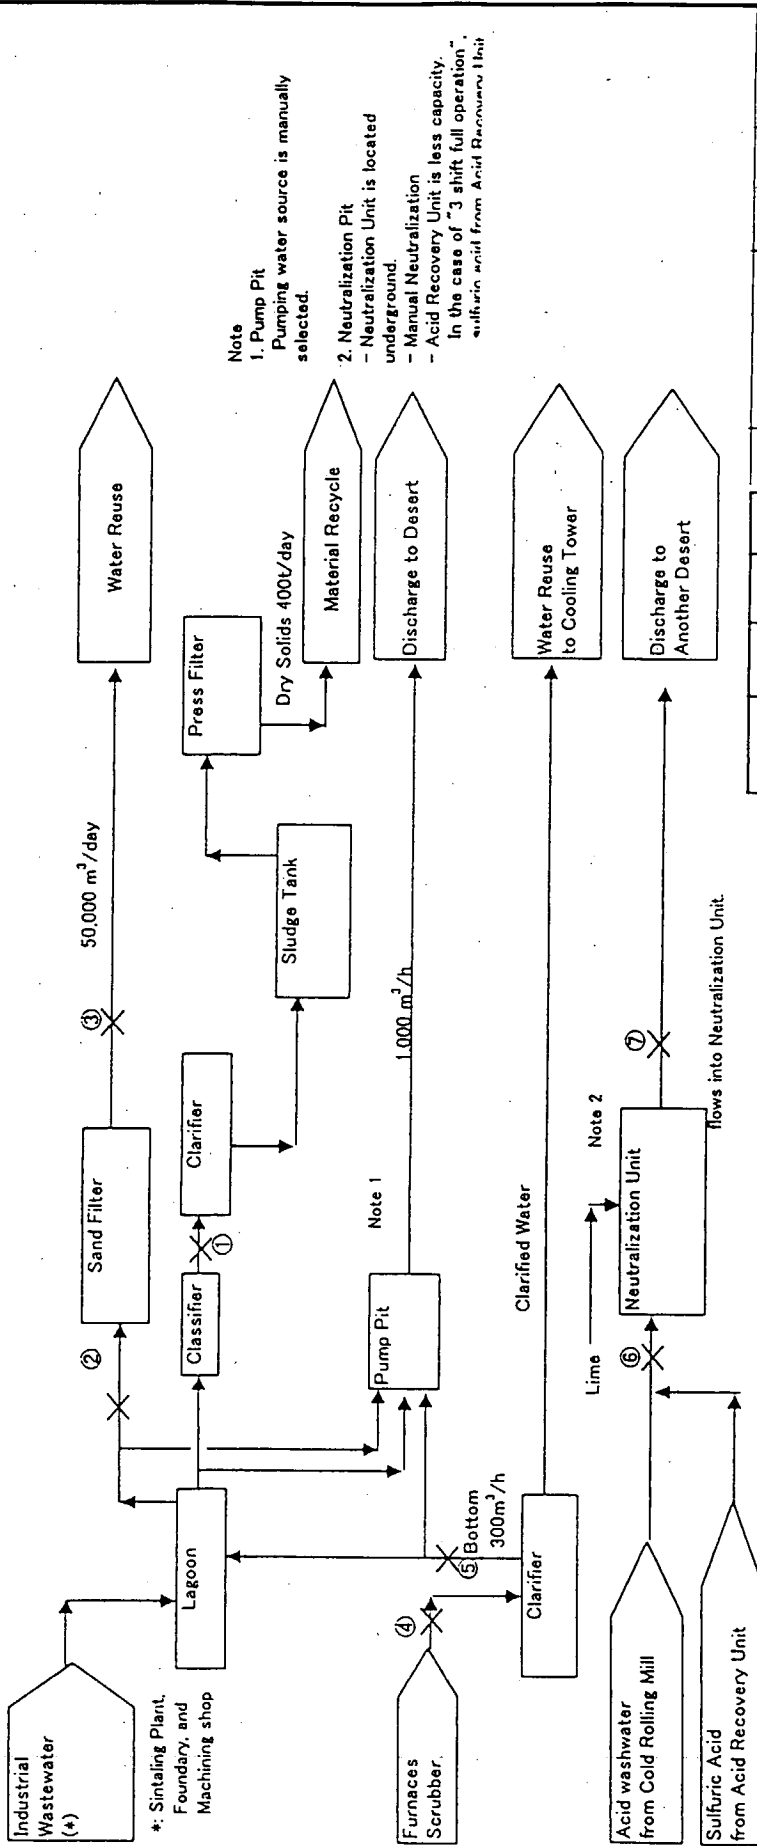 Industrial
Wastewater
(*)
*: Sintaling Plant,
Foundary, and
Machining shop
Lagoon
②
Sand Filter
③
50,000 m³/day
Water Reuse
Classifier
①
Clarifier
Sludge Tank
Press Filter
Dry Solids 400t/day
Material Recycle
Pump Pit
Note 1
1,000 m³/h
Discharge to Desert
Furnaces
Scrubber
④
Clarifier
⑤ Bottom
300m³/h
Clarified Water
Water Reuse
to Cooling Tower
Acid washwater
from Cold Rolling Mill
Sulfuric Acid
from Acid Recovery Unit
⑥
Lime
Neutralization Unit
Note 2
⑦
Discharge to
Another Desert
flows into Neutralization Unit.
Note
1. Pump Pit
Pumping water source is manually
selected.
2. Neutralization Pit
- Neutralization Unit is located
underground.
- Manual Neutralization
- Acid Recovery Unit is less capacity.
In the case of "3 shift full operation",
sulfuric acid from Acid Recovery Unit